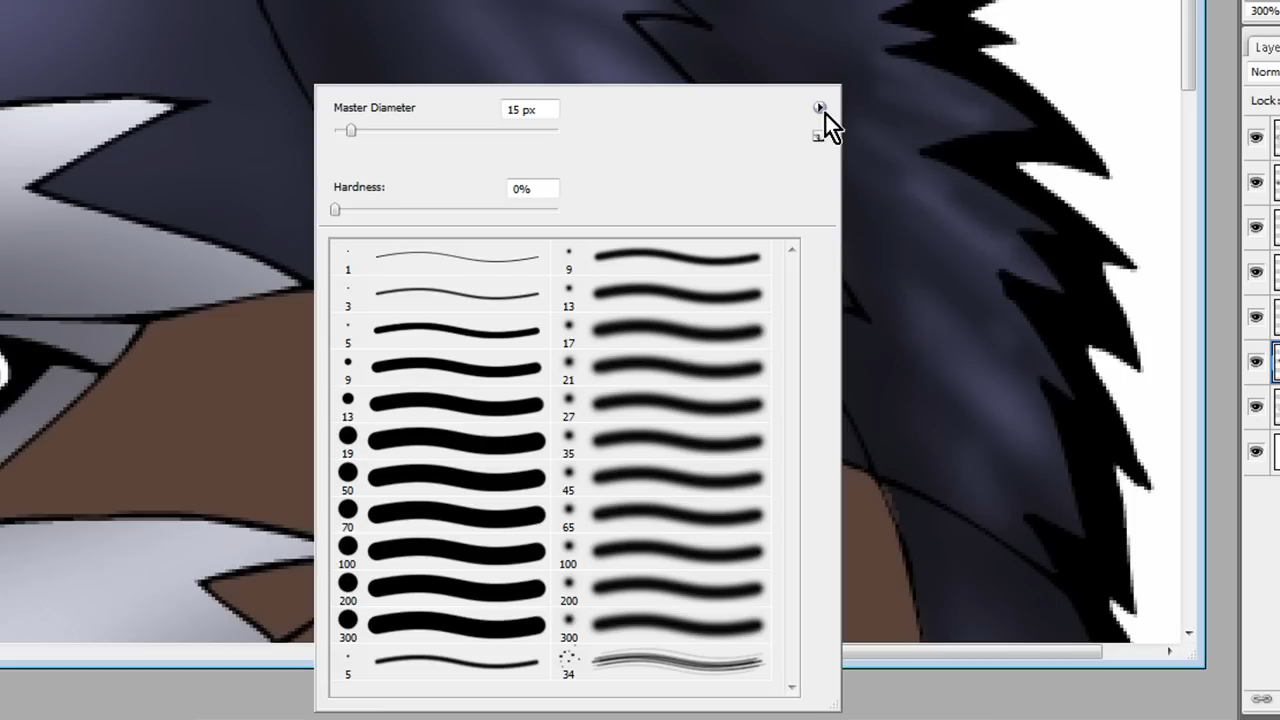 300%
Master Diameter 15 px
Hardness: 0%
Laye
Norm
Lock:
1 9
3 13
5 17
9 21
13 27
19 35
50 45
70 65
100 100
200 200
300 300
5 34